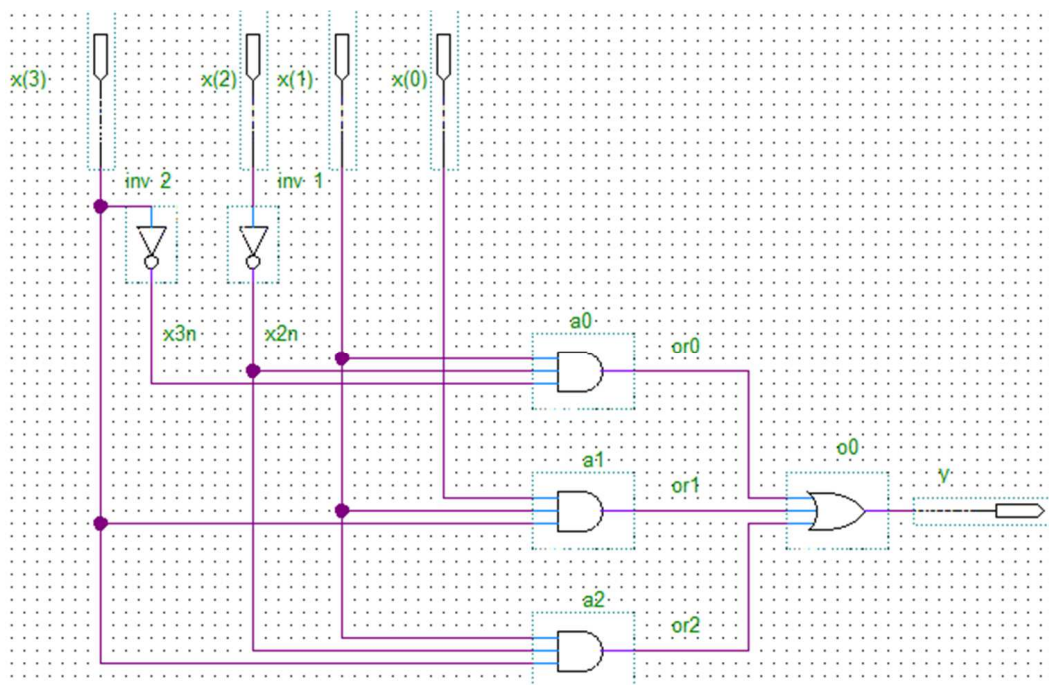 x(3) x(2) x(1) x(0)
inv 2 inv 1
x3n x2n
a0
or0
o0
a1
y
or1
a2
or2